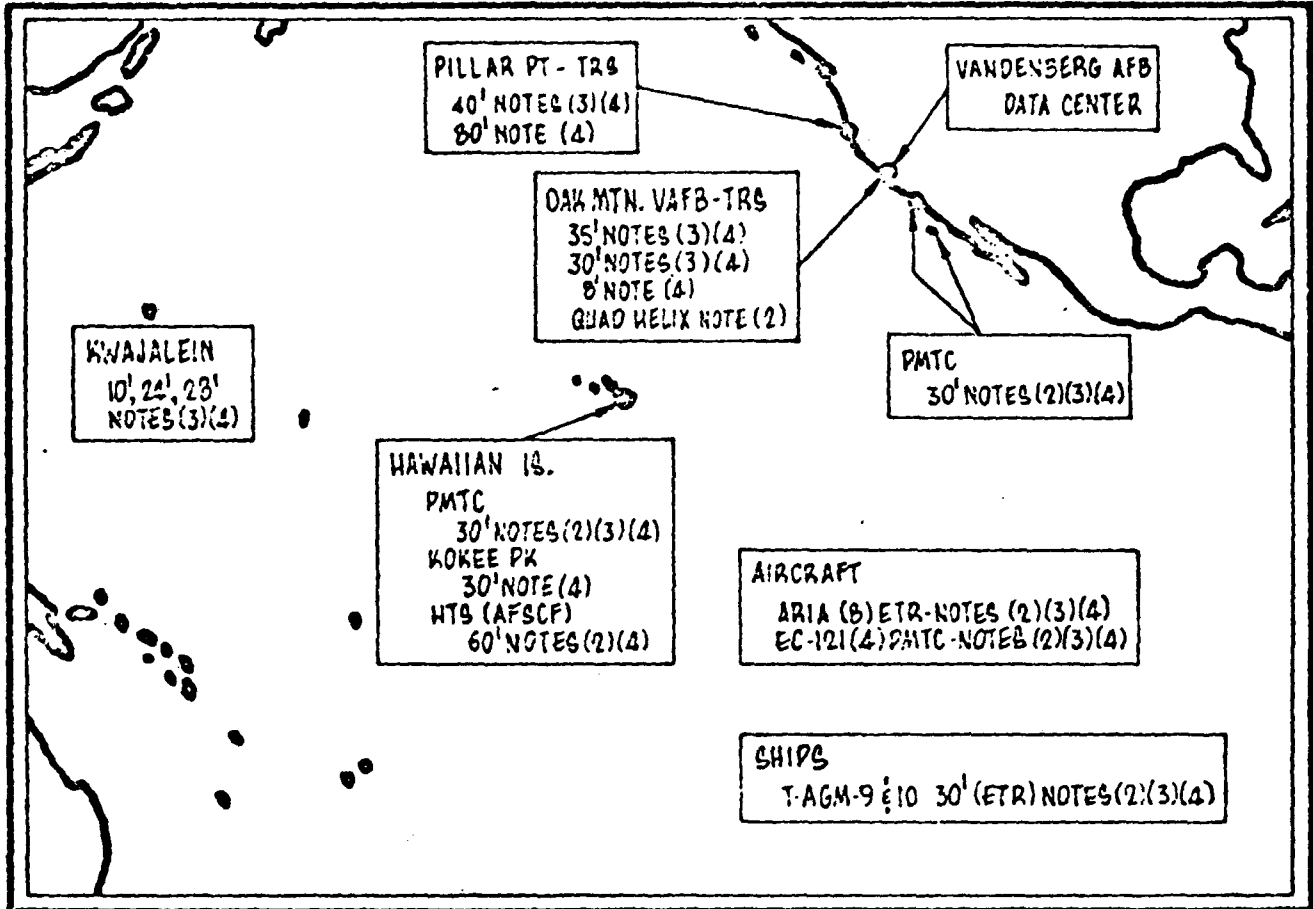 PILLAR PT - TRS
40' NOTES (3)(4)
80' NOTE (4)
VANDENBERG AFB
DATA CENTER
OAK MTN. VAFB-TRS
35' NOTES (3)(4)
30' NOTES (3)(4)
8' NOTE (4)
QUAD HELIX NOTE (2)
KWAJALEIN
10', 24', 28'
NOTES (3)(4)
PMTC
30' NOTES (2)(3)(4)
HAWAIIAN IS.
PMTC
30' NOTES (2)(3)(4)
KOKEE PK
30' NOTE (4)
HTS (AFSCF)
60' NOTES (2)(4)
AIRCRAFT
ARIA (8) ETR-NOTES (2)(3)(4)
EC-121 (4) PMTC-NOTES (2)(3)(4)
SHIPS
T-AGM-9 & 10 30' (ETR) NOTES (2)(3)(4)